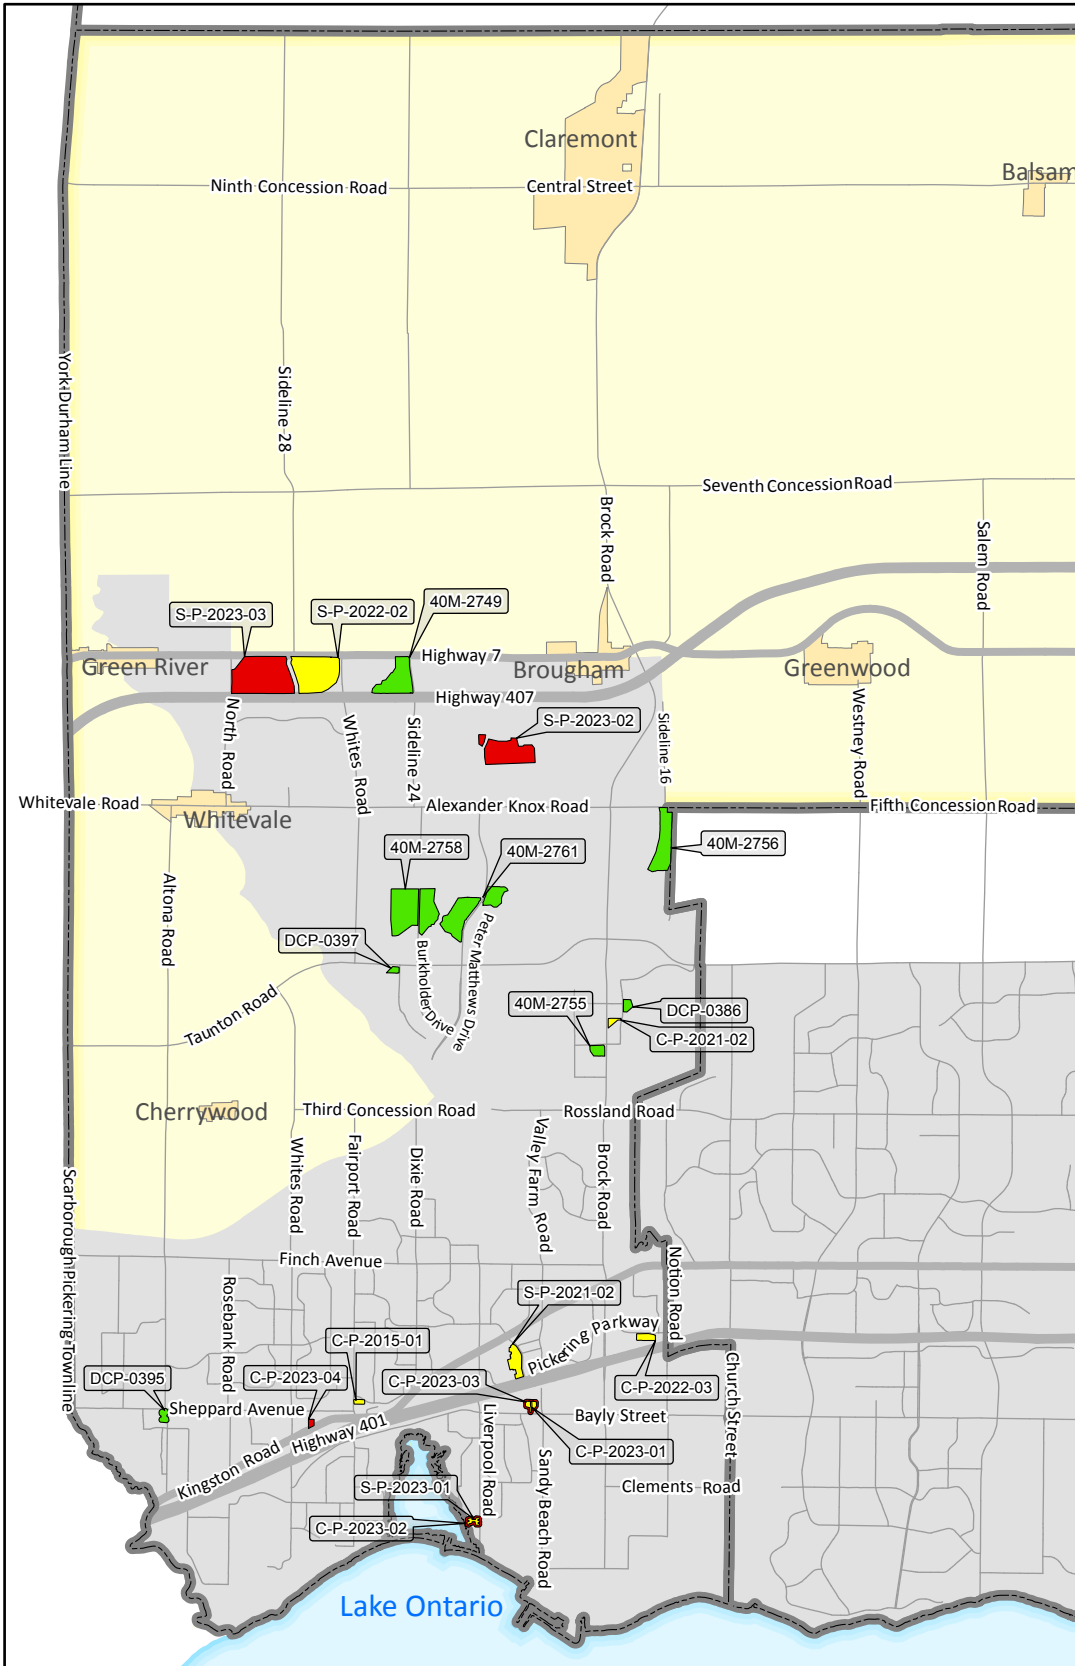 Claremont
Balsam
Ninth Concession Road
Central Street
York-Durham Line
Sideline 28
Seventh Concession Road
Brock Road
Salem Road
S-P-2023-03
S-P-2022-02
40M-2749
Green River
Highway 7
Brougham
Greenwood
Highway 407
North Road
Whites Road
Sideline 24
S-P-2023-02
Sideline 16
Westney Road
Whitevale Road
Whitevale
Alexander Knox Road
Fifth Concession Road
40M-2758
40M-2761
40M-2756
Altona Road
DCP-0397
Burkholder Drive
Peter Matthews Drive
Taunton Road
40M-2755
DCP-0386
C-P-2021-02
Cherrywood
Third Concession Road
Rossland Road
Whites Road
Fairport Road
Dixie Road
Valley Farm Road
Brock Road
Scarborough Pickering Townline
Finch Avenue
Notion Road
Rosebank Road
S-P-2021-02
Pickering Parkway
C-P-2015-01
DCP-0395
C-P-2023-04
C-P-2023-03
C-P-2022-03
Church Street
Sheppard Avenue
Bayly Street
Highway 401
Liverpool Road
C-P-2023-01
Kingston Road
Sandy Beach Road
S-P-2023-01
Clements Road
C-P-2023-02
Lake Ontario